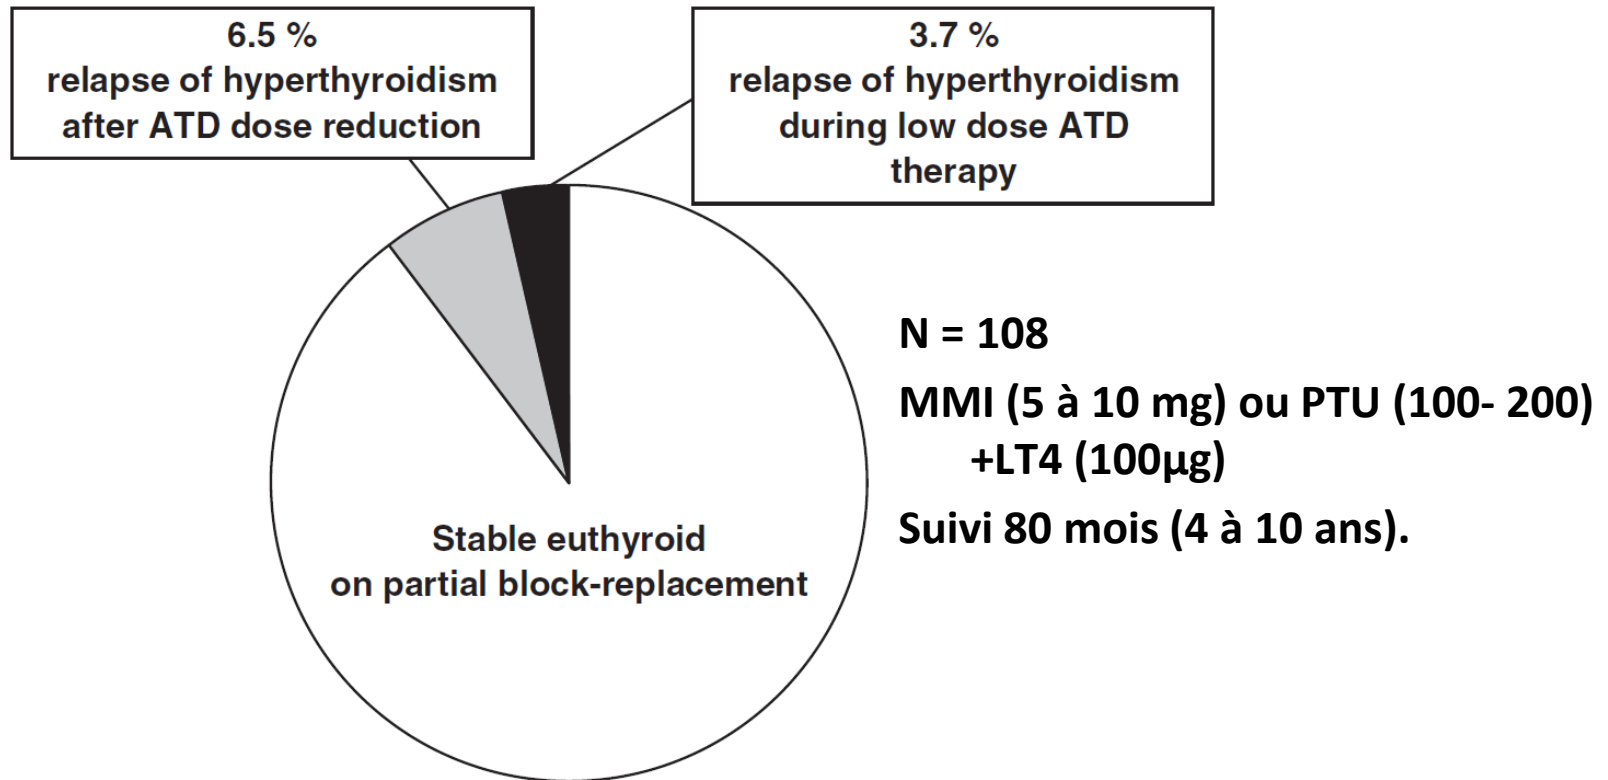 6.5 %
relapse of hyperthyroidism
after ATD dose reduction
3.7 %
relapse of hyperthyroidism
during low dose ATD
therapy
N = 108
MMI (5 à 10 mg) ou PTU (100- 200)
+LT4 (100µg)
Suivi 80 mois (4 à 10 ans).
Stable euthyroid
on partial block-replacement